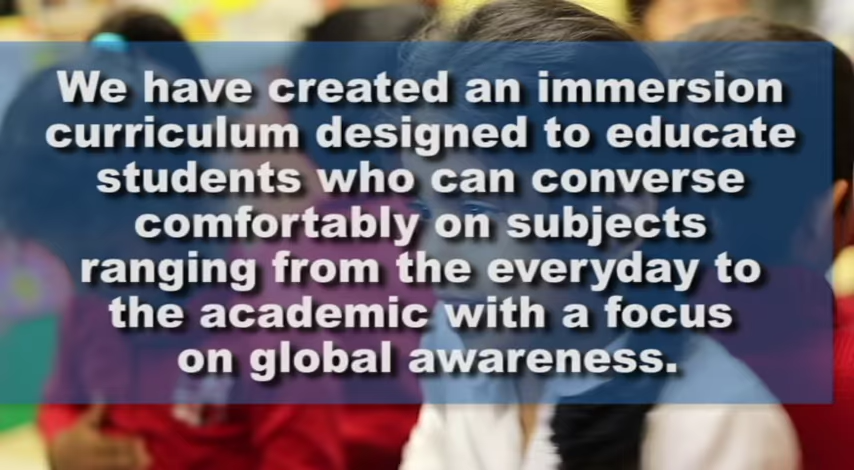 We have created an immersion
curriculum designed to educate
students who can converse
comfortably on subjects
ranging from the everyday to
the academic with a focus
on global awareness.